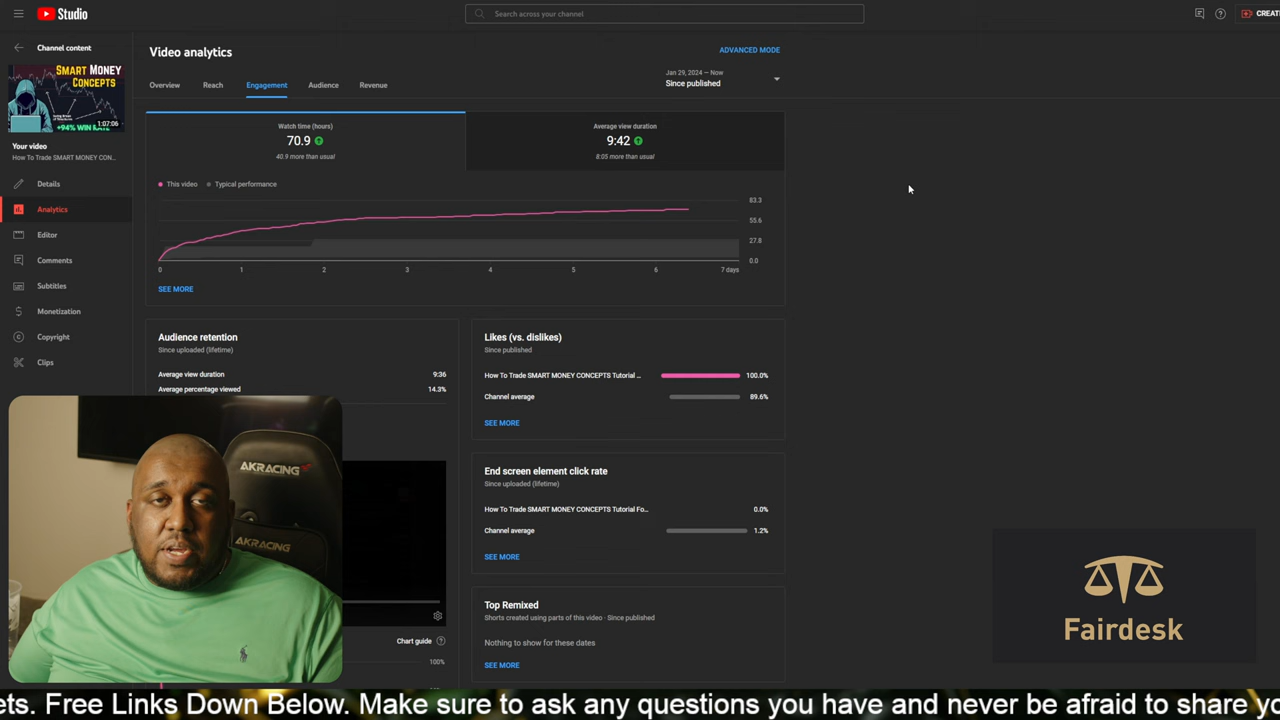 Studio
Search across your channel
CREAT
Channel content
SMART MONEY
CONCEPTS
+94% WIN RATE
1:07:06
Your video
How To Trade SMART MONEY CON...
Details
Analytics
Editor
Comments
Subtitles
Monetization
Copyright
Clips
Video analytics
ADVANCED MODE
Overview
Reach
Engagement
Audience
Revenue
Jan 29, 2024 — Now
Since published
Watch time (hours)
70.9
40.9 more than usual
Average view duration
9:42
8:05 more than usual
This video
Typical performance
83.3
55.6
27.8
0.0
0 1 2 3 4 5 6 7 days
SEE MORE
Audience retention
Since uploaded (lifetime)
Average view duration 9:36
Average percentage viewed 14.3%
Chart guide
100%
Likes (vs. dislikes)
Since published
How To Trade SMART MONEY CONCEPTS Tutorial ... 100.0%
Channel average 89.6%
SEE MORE
End screen element click rate
Since uploaded (lifetime)
How To Trade SMART MONEY CONCEPTS Tutorial Fo... 0.0%
Channel average 1.2%
SEE MORE
Top Remixed
Shorts created using parts of this video · Since published
Nothing to show for these dates
SEE MORE
AKRACING
AKRACING
Fairdesk
ets. Free Links Down Below. Make sure to ask any questions you have and never be afraid to share yo